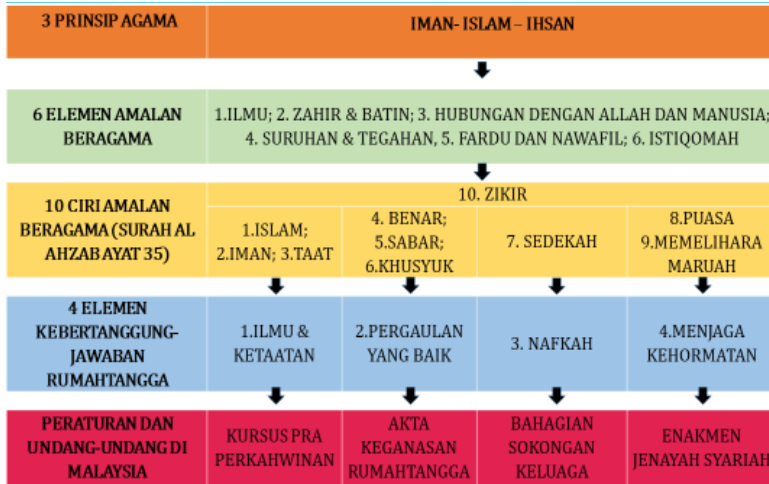 3 PRINSIP AGAMA
IMAN- ISLAM – IHSAN
6 ELEMEN AMALAN
BERAGAMA
1.ILMU; 2. ZAHIR & BATIN; 3. HUBUNGAN DENGAN ALLAH DAN MANUSIA;
4. SURUHAN & TEGAHAN, 5. FARDU DAN NAWAFIL; 6. ISTIQOMAH
10 CIRI AMALAN
BERAGAMA (SURAH AL
AHZAB AYAT 35)
10. ZIKIR
1.ISLAM;
2.IMAN; 3.TAAT
4. BENAR;
5.SABAR;
6.KHUSYUK
7. SEDEKAH
8.PUASA
9.MEMELIHARA
MARUAH
4 ELEMEN
KEBERTANGGUNG-
JAWABAN
RUMAHTANGGA
1.ILMU &
KETAATAN
2.PERGAULAN
YANG BAIK
3. NAFKAH
4.MENJAGA
KEHORMATAN
PERATURAN DAN
UNDANG-UNDANG DI
MALAYSIA
KURSUS PRA
PERKAHWINAN
AKTA
KEGANASAN
RUMAHTANGGA
BAHAGIAN
SOKONGAN
KELUAGA
ENAKMEN
JENAYAH SYARIAH